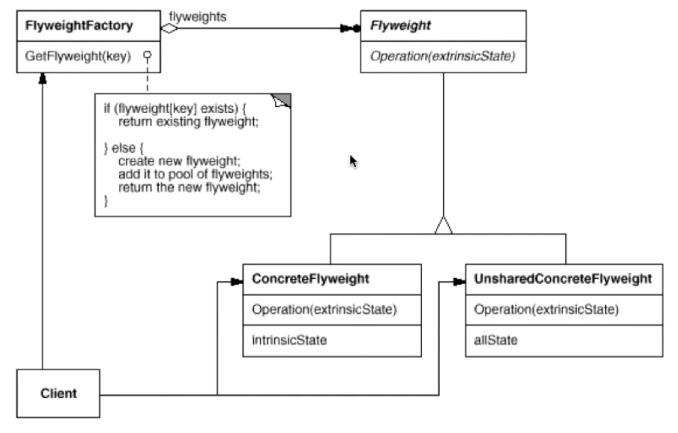 FlyweightFactory
GetFlyweight(key)
flyweights
Flyweight
Operation(extrinsicState)
if (flyweight[key] exists) {
return existing flyweight;
} else {
create new flyweight;
add it to pool of flyweights;
return the new flyweight;
}
ConcreteFlyweight
Operation(extrinsicState)
intrinsicState
UnsharedConcreteFlyweight
Operation(extrinsicState)
allState
Client